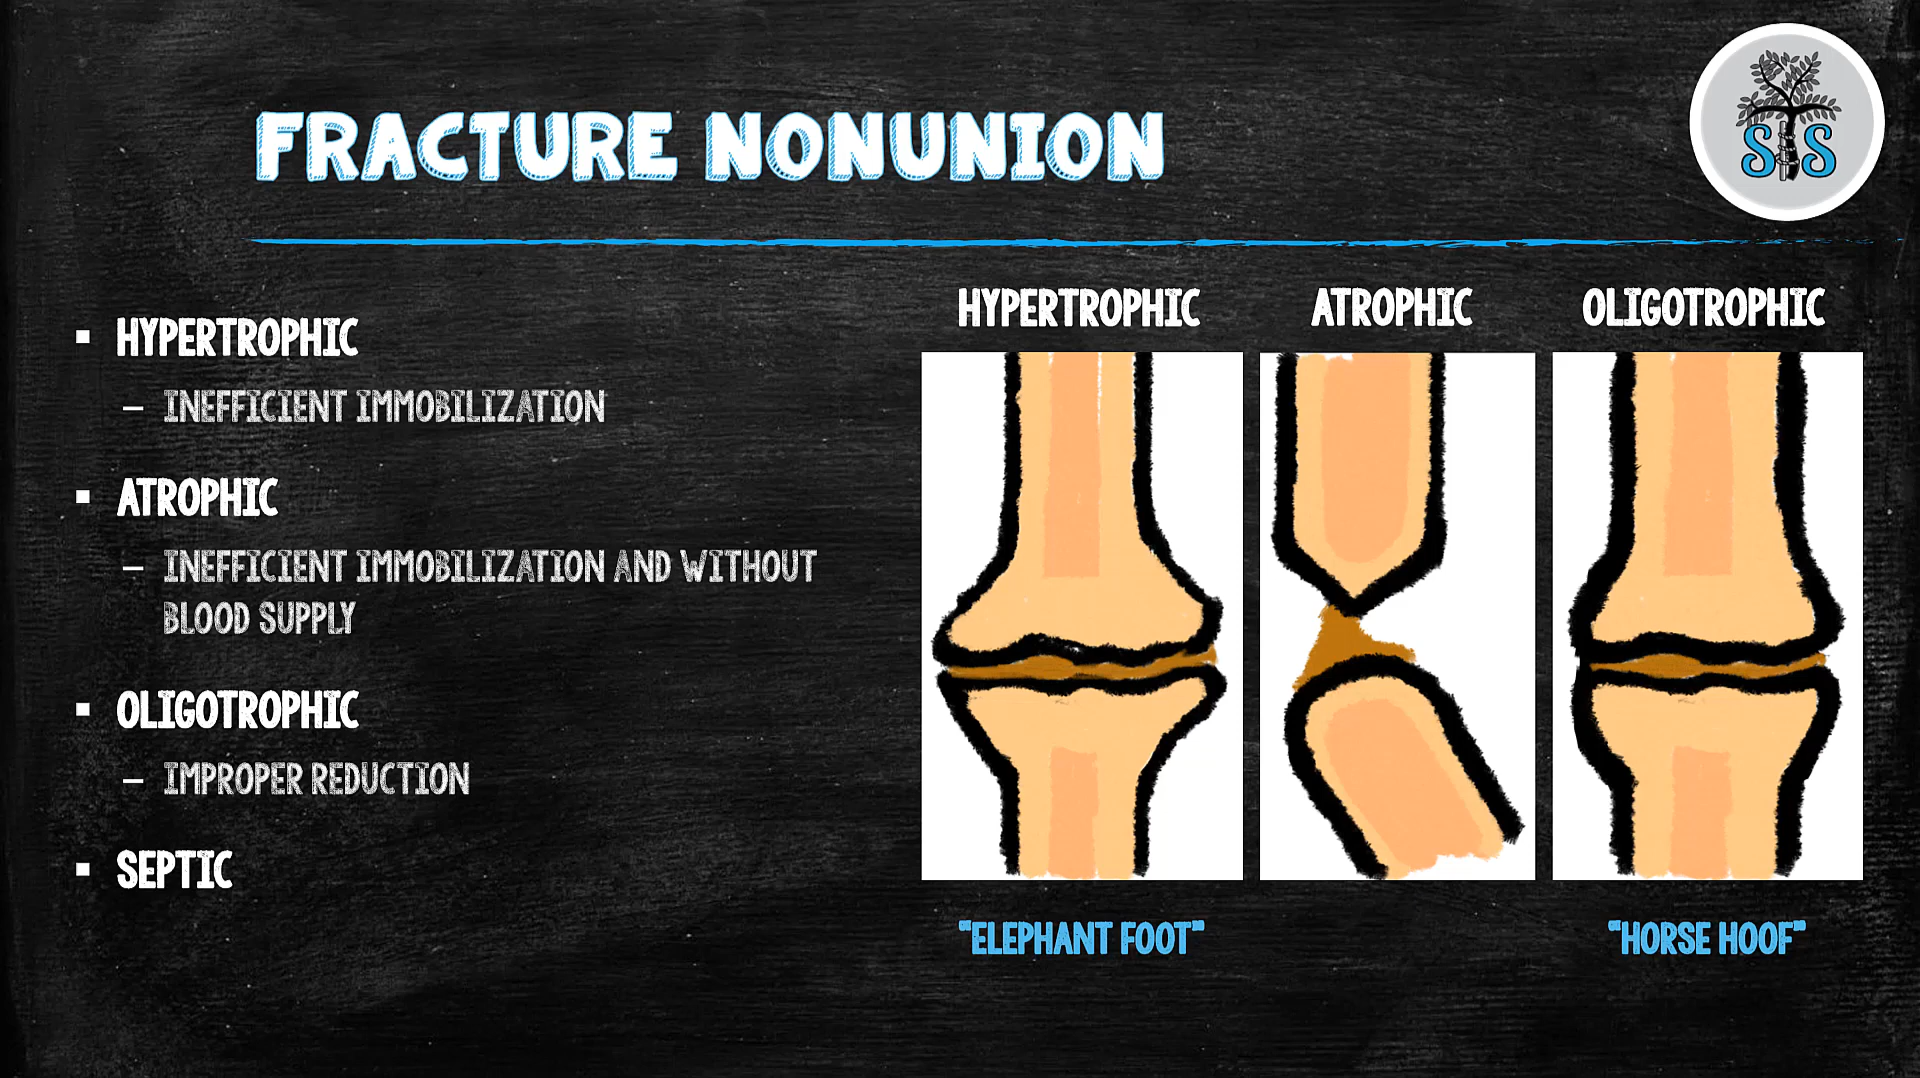 FRACTURE NONUNION
SIS
▪ HYPERTROPHIC
– INEFFICIENT IMMOBILIZATION
▪ ATROPHIC
– INEFFICIENT IMMOBILIZATION AND WITHOUT
BLOOD SUPPLY
▪ OLIGOTROPHIC
– IMPROPER REDUCTION
▪ SEPTIC
HYPERTROPHIC
ATROPHIC
OLIGOTROPHIC
"ELEPHANT FOOT"
"HORSE HOOF"